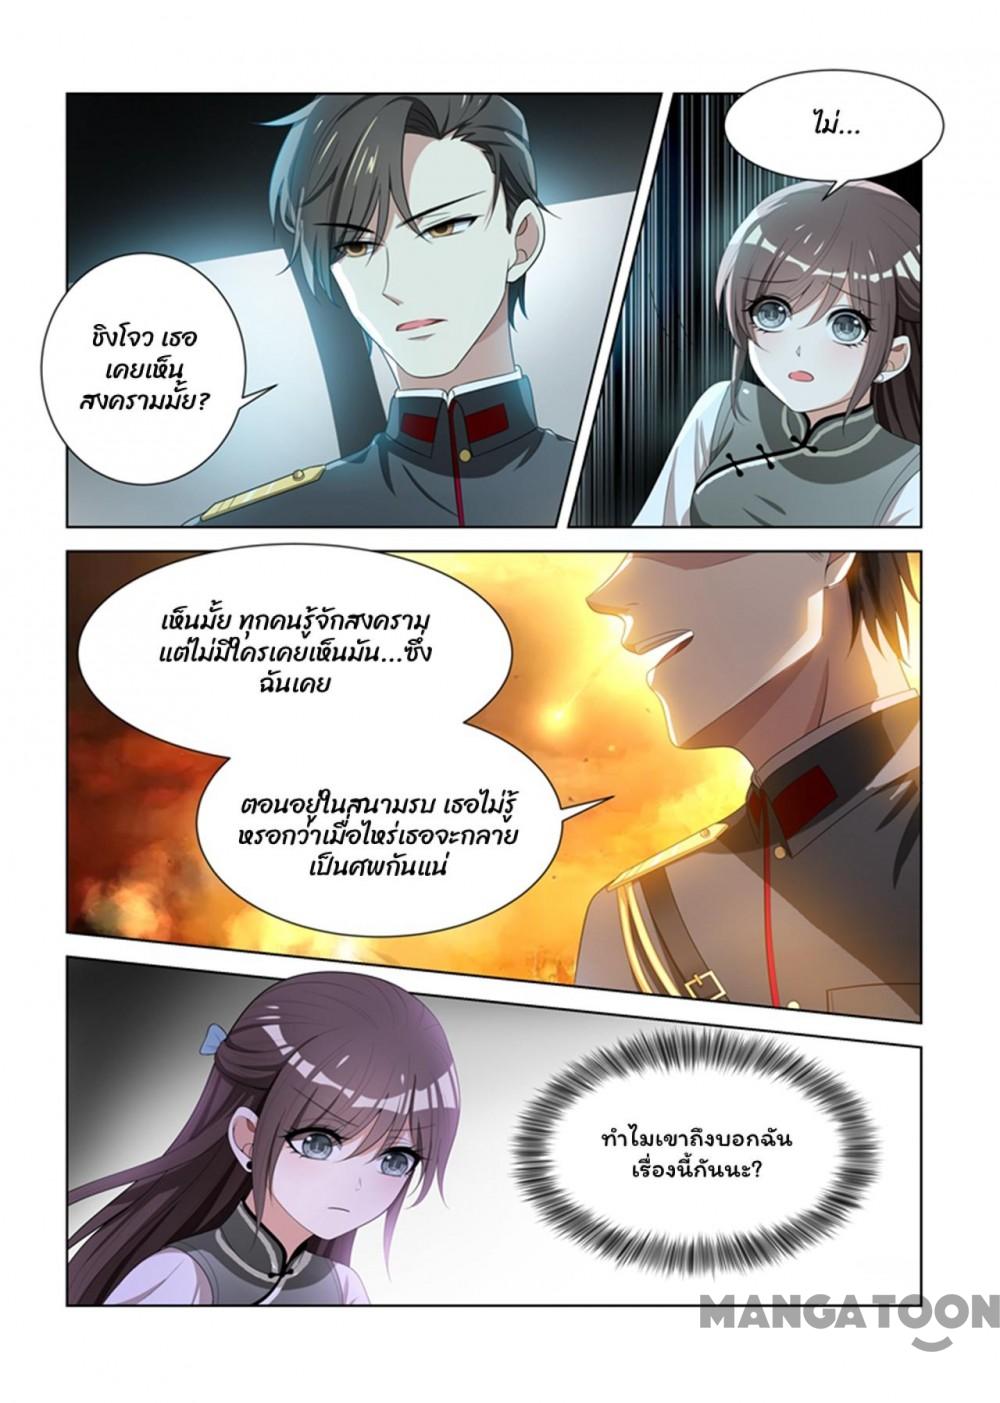 ชิงโจว เธอ
เคยเห็น
สงครามมั้ย?
ไม่...
เห็นมั้ย ทุกคนรู้จักสงคราม
แต่ไม่มีใครเคยเห็นมัน...ซึ่ง
ฉันเคย
ตอนอยู่ในสนามรบ เธอไม่รู้
หรอกว่าเมื่อไหร่เธอจะกลาย
เป็นศพกันแน่
ทำไมเขาถึงบอกฉัน
เรื่องนี้กันนะ?
MANGATOON